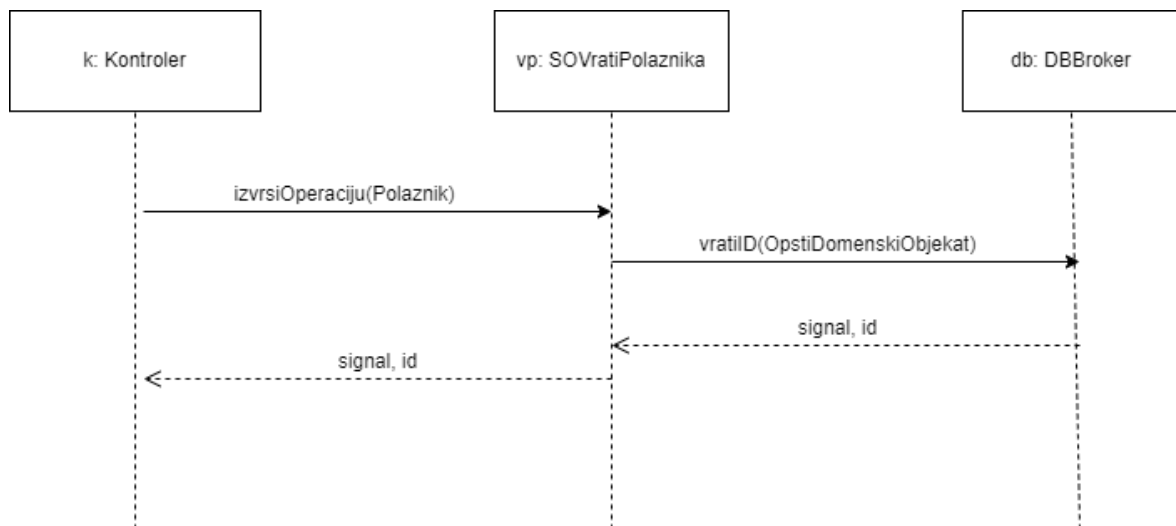 k: Kontroler
vp: SOVratiPolaznika
db: DBBroker
izvrsiOperaciju(Polaznik)
vratiID(OpstiDomenskiObjekat)
signal, id
signal, id